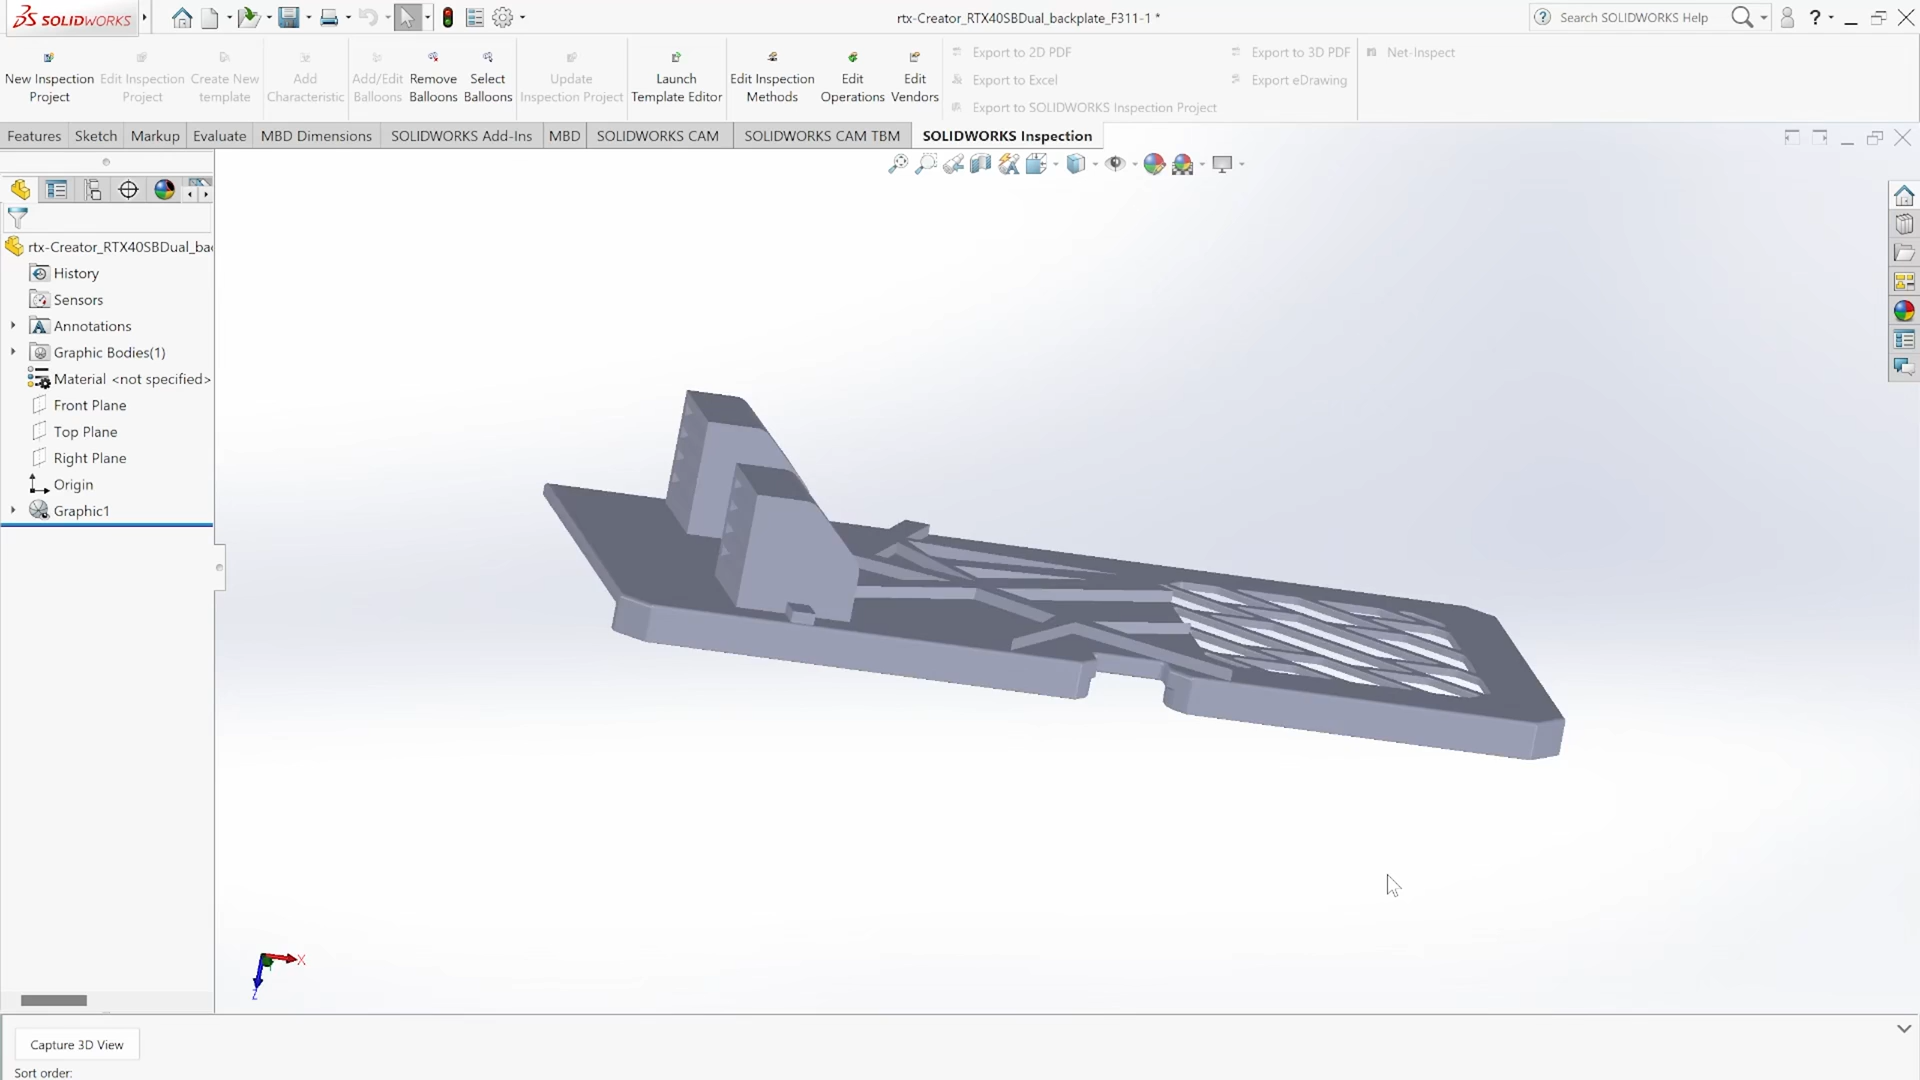 SOLIDWORKS
rtx-Creator_RTX40SBDual_backplate_F311-1 *
Search SOLIDWORKS Help
?
New Inspection Project
Edit Inspection Project
Create New template
Add Characteristic
Add/Edit Balloons
Remove Balloons
Select Balloons
Update Inspection Project
Launch Template Editor
Edit Inspection Methods
Edit Operations
Edit Vendors
Export to 2D PDF
Export to Excel
Export to SOLIDWORKS Inspection Project
Export to 3D PDF
Export eDrawing
Net-Inspect
Features
Sketch
Markup
Evaluate
MBD Dimensions
SOLIDWORKS Add-Ins
MBD
SOLIDWORKS CAM
SOLIDWORKS CAM TBM
SOLIDWORKS Inspection
rtx-Creator_RTX40SBDual_bac
History
Sensors
Annotations
Graphic Bodies(1)
Material <not specified>
Front Plane
Top Plane
Right Plane
Origin
Graphic1
X
Z
Capture 3D View
Sort order: